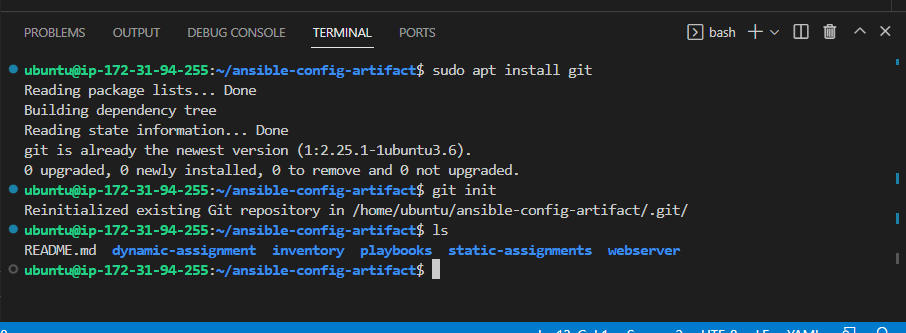 PROBLEMS OUTPUT DEBUG CONSOLE TERMINAL PORTS bash
ubuntu@ip-172-31-94-255:~/ansible-config-artifact$ sudo apt install git
Reading package lists... Done
Building dependency tree
Reading state information... Done
git is already the newest version (1:2.25.1-1ubuntu3.6).
0 upgraded, 0 newly installed, 0 to remove and 0 not upgraded.
ubuntu@ip-172-31-94-255:~/ansible-config-artifact$ git init
Reinitialized existing Git repository in /home/ubuntu/ansible-config-artifact/.git/
ubuntu@ip-172-31-94-255:~/ansible-config-artifact$ ls
README.md dynamic-assignment inventory playbooks static-assignments webserver
ubuntu@ip-172-31-94-255:~/ansible-config-artifact$